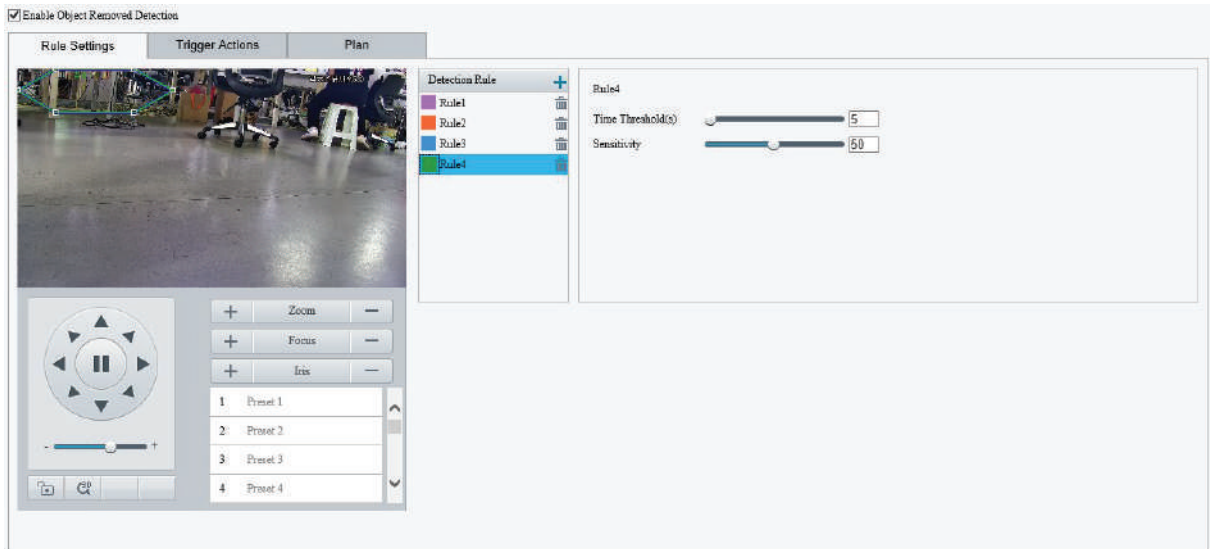 Enable Object Removed Detection
Rule Settings
Trigger Actions
Plan
Detection Rule
Rule1
Rule2
Rule3
Rule4
Rule4
Time Threshold(s) 5
Sensitivity 50
+ Zoom −
+ Focus −
+ Iris −
1 Preset 1
2 Preset 2
3 Preset 3
4 Preset 4
- +
3D